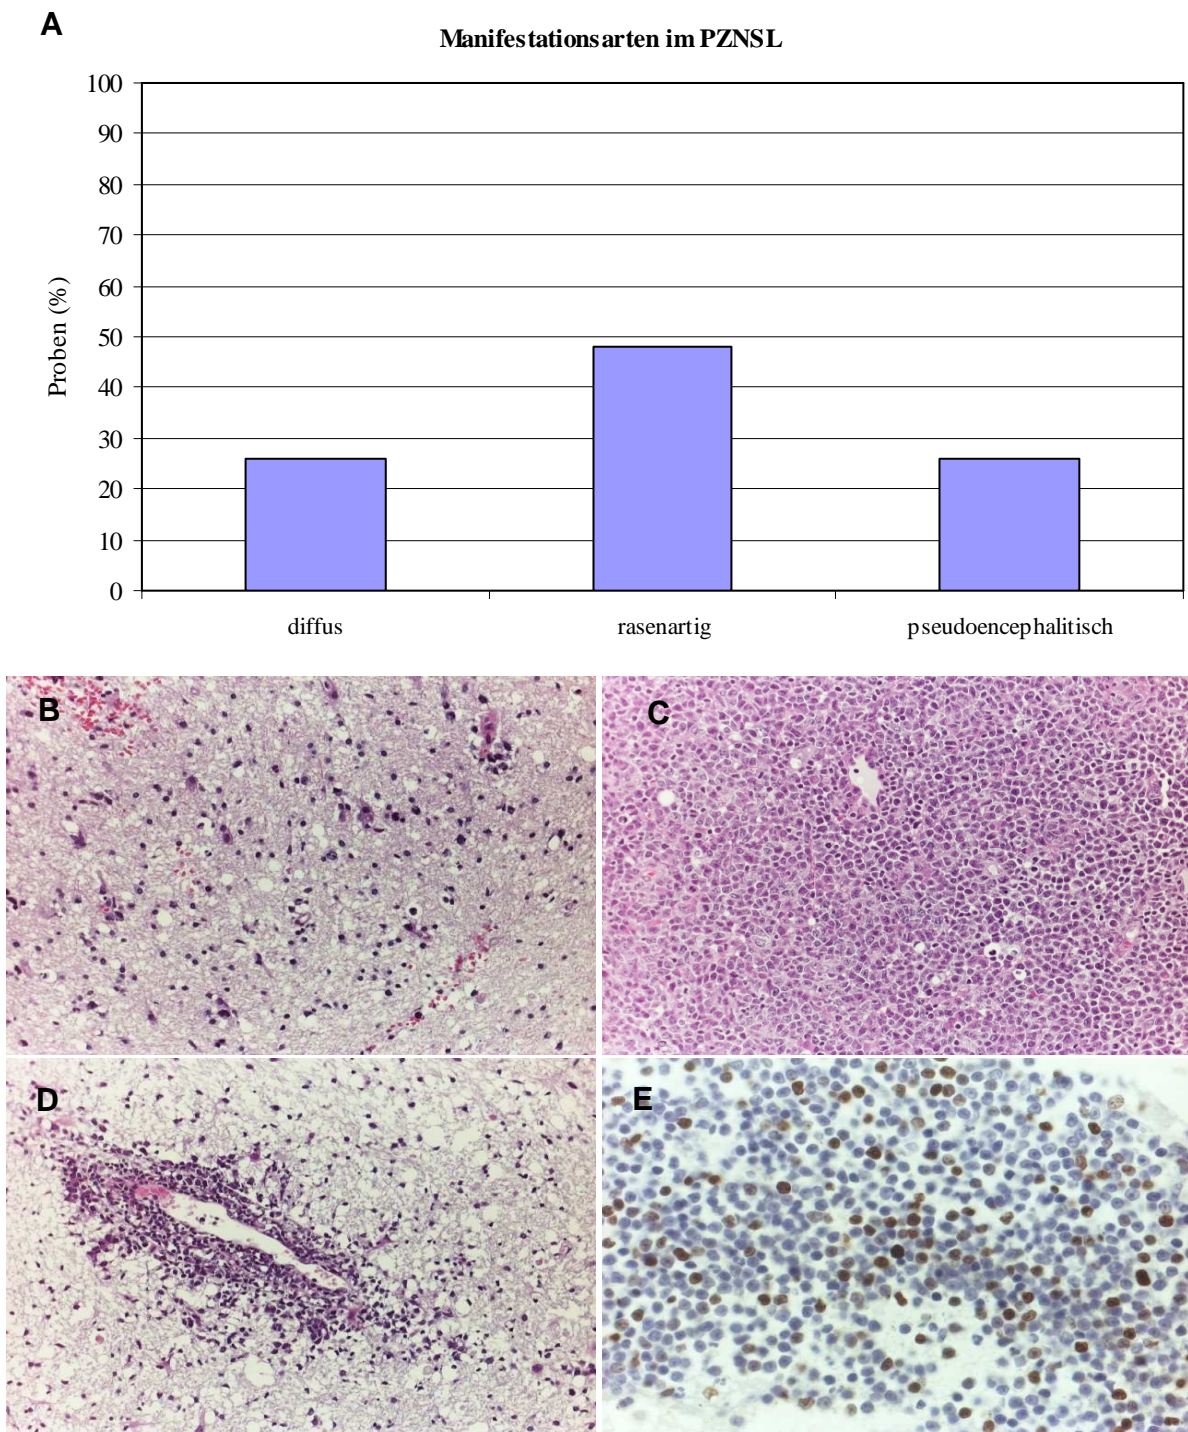 A
Manifestationsarten im PZNSL
100
90
80
70
60
50
40
30
20
10
0
Proben (%)
diffus rasenartig pseudoencephalitisch
B
C
D
E